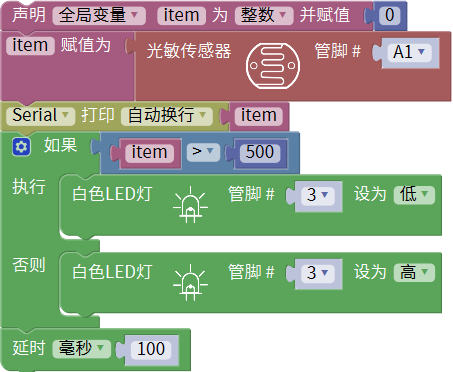 声明 全局变量 item 为 整数 并赋值 0
item 赋值为 光敏传感器 管脚 # A1
Serial 打印 自动换行 item
如果 item > 500
执行 白色LED灯 管脚 # 3 设为 低
否则 白色LED灯 管脚 # 3 设为 高
延时 毫秒 100